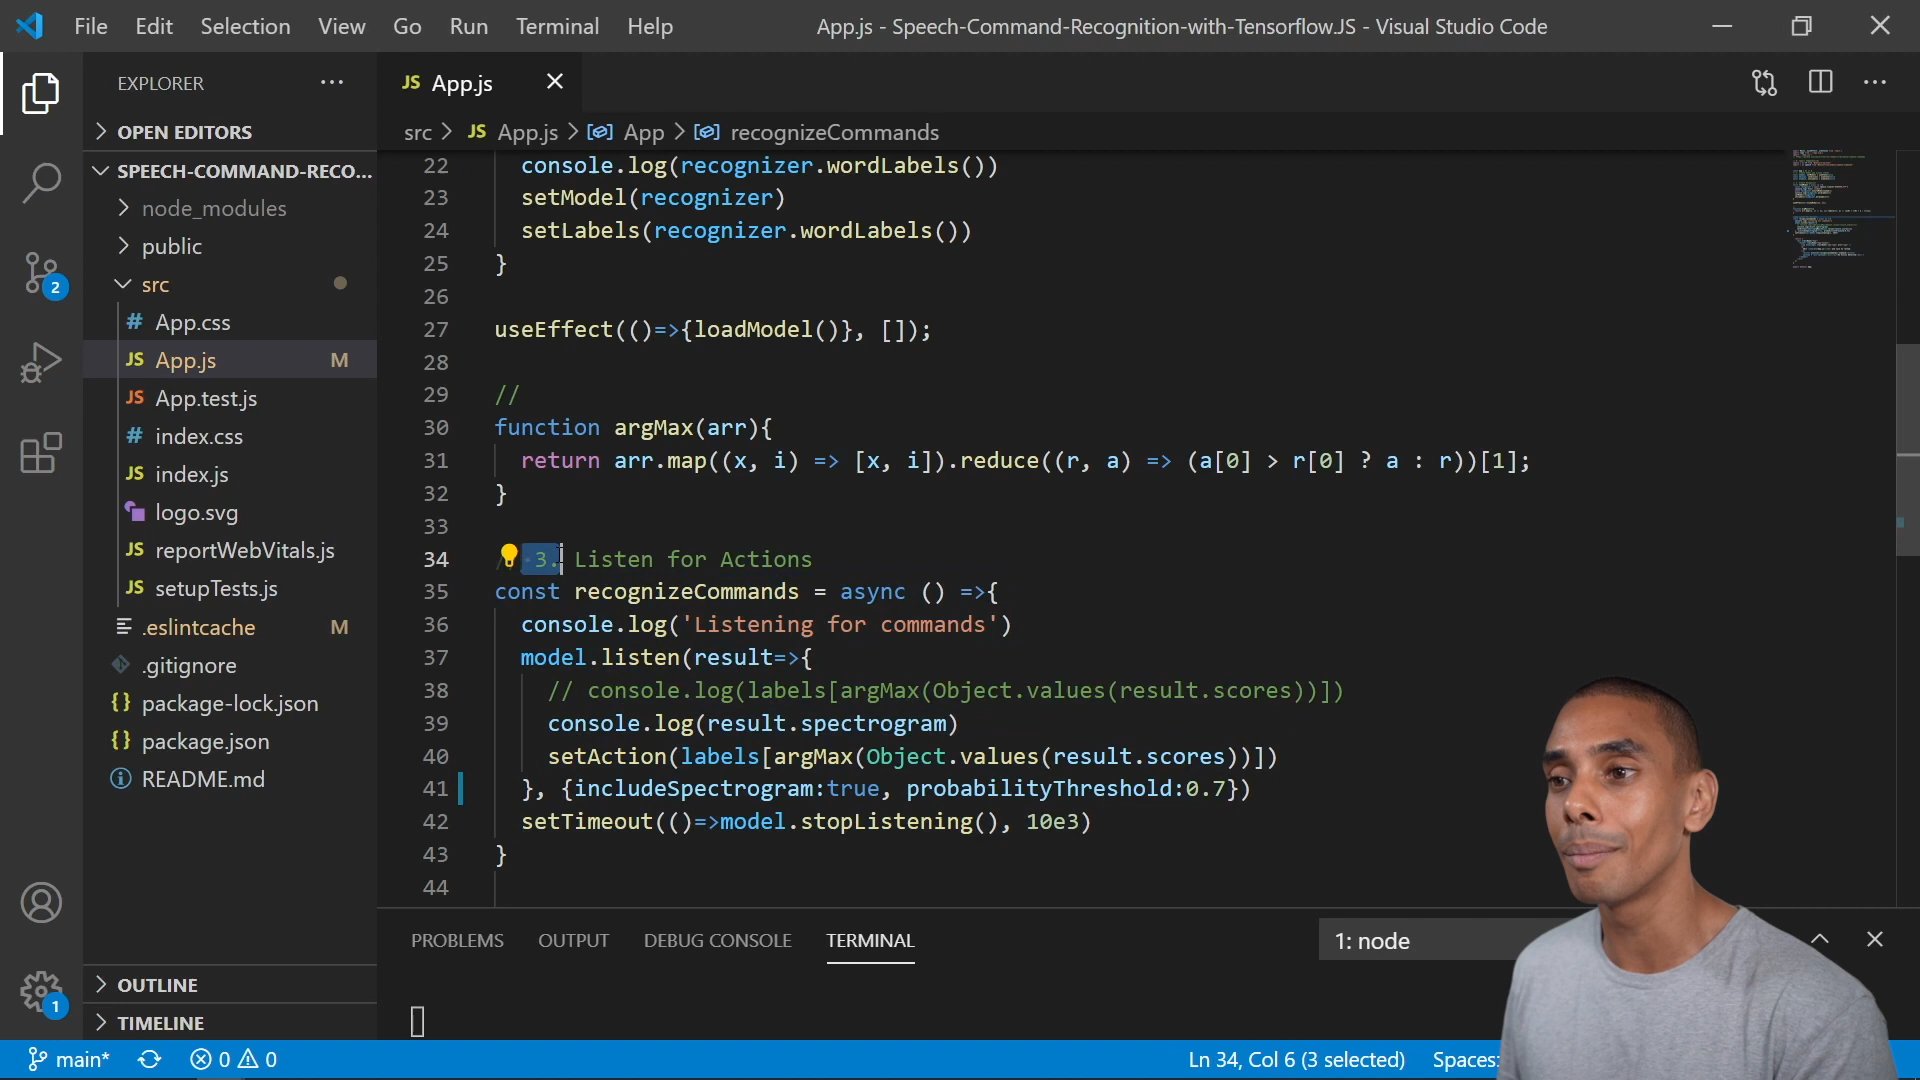 File Edit Selection View Go Run Terminal Help
App.js - Speech-Command-Recognition-with-Tensorflow.JS - Visual Studio Code
EXPLORER
OPEN EDITORS
SPEECH-COMMAND-RECO...
node_modules
public
src
# App.css
JS App.js M
JS App.test.js
# index.css
JS index.js
logo.svg
JS reportWebVitals.js
JS setupTests.js
.eslintcache M
.gitignore
{} package-lock.json
{} package.json
README.md
OUTLINE
TIMELINE
2
1
JS App.js
src > JS App.js > App > recognizeCommands
22 console.log(recognizer.wordLabels())
23 setModel(recognizer)
24 setLabels(recognizer.wordLabels())
25 }
26
27 useEffect(()=>{loadModel()}, []);
28
29 //
30 function argMax(arr){
31 return arr.map((x, i) => [x, i]).reduce((r, a) => (a[0] > r[0] ? a : r))[1];
32 }
33
34 3. Listen for Actions
35 const recognizeCommands = async () =>{
36 console.log('Listening for commands')
37 model.listen(result=>{
38 // console.log(labels[argMax(Object.values(result.scores))])
39 console.log(result.spectrogram)
40 setAction(labels[argMax(Object.values(result.scores))])
41 }, {includeSpectrogram:true, probabilityThreshold:0.7})
42 setTimeout(()=>model.stopListening(), 10e3)
43 }
44
PROBLEMS OUTPUT DEBUG CONSOLE TERMINAL
1: node
main* 0 0
Ln 34, Col 6 (3 selected) Spaces: